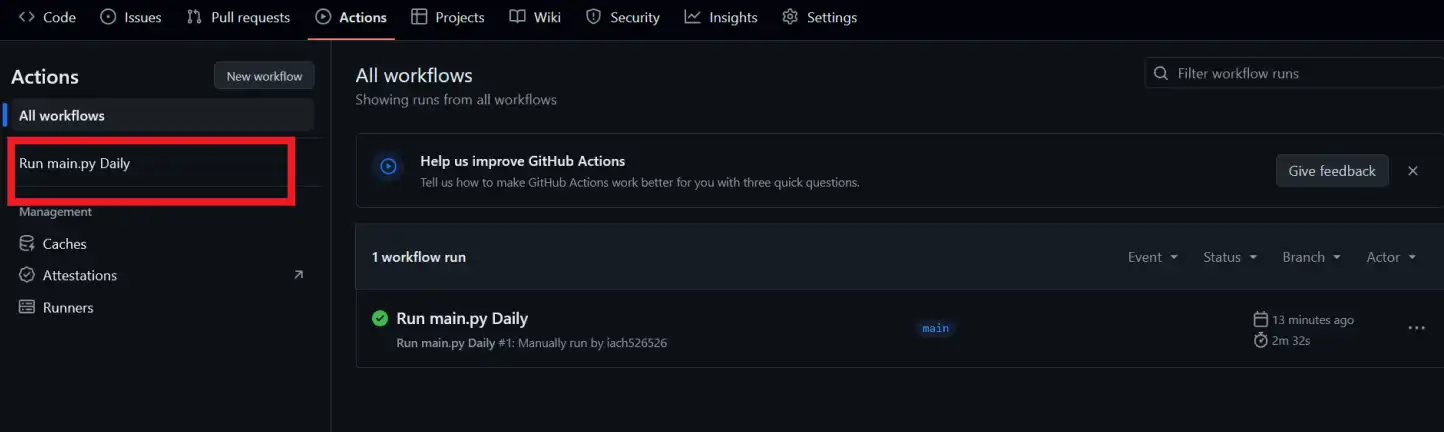 Code Issues Pull requests Actions Projects Wiki Security Insights Settings
Actions
New workflow
All workflows
Run main.py Daily
Management
Caches
Attestations
Runners
All workflows
Showing runs from all workflows
Filter workflow runs
Help us improve GitHub Actions
Tell us how to make GitHub Actions work better for you with three quick questions.
Give feedback
1 workflow run
Event Status Branch Actor
Run main.py Daily
Run main.py Daily #1: Manually run by iach526526
main
13 minutes ago
2m 32s